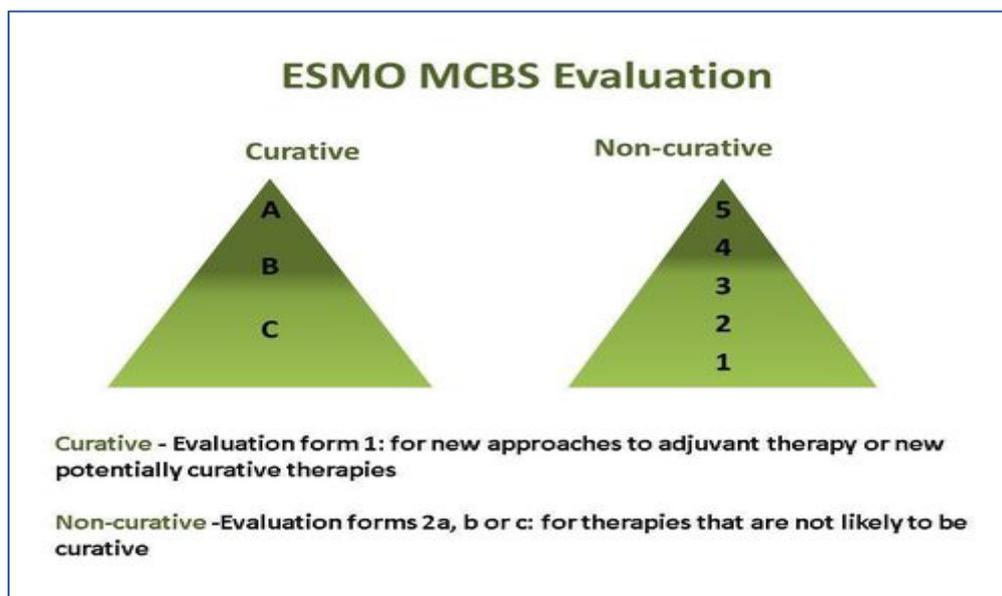 ESMO MCBS Evaluation
Curative
Non-curative
A
B
C
5
4
3
2
1
Curative - Evaluation form 1: for new approaches to adjuvant therapy or new
potentially curative therapies
Non-curative -Evaluation forms 2a, b or c: for therapies that are not likely to be
curative